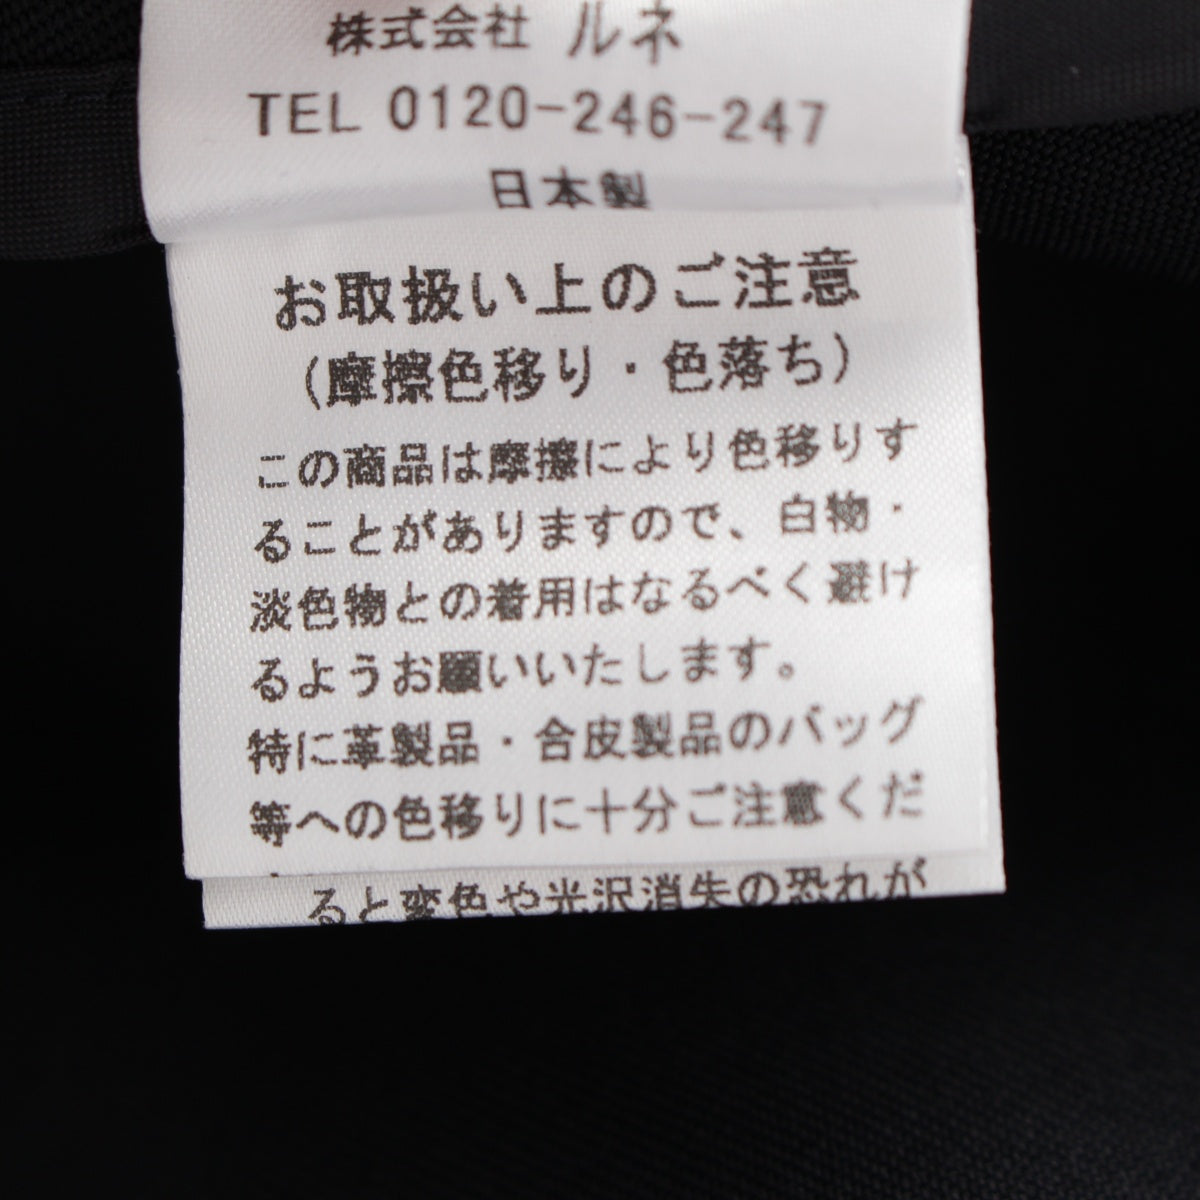 株式会社 ルネ
TEL 0120-246-247
日本製
お取扱い上のご注意
(摩擦色移り・色落ち)
この商品は摩擦により色移りす
ることがありますので、白物・
淡色物との着用はなるべく避け
るようお願いいたします。
特に革製品・合皮製品のバッグ
等への色移りに十分ご注意くだ
ると変色や光沢消失の恐れが